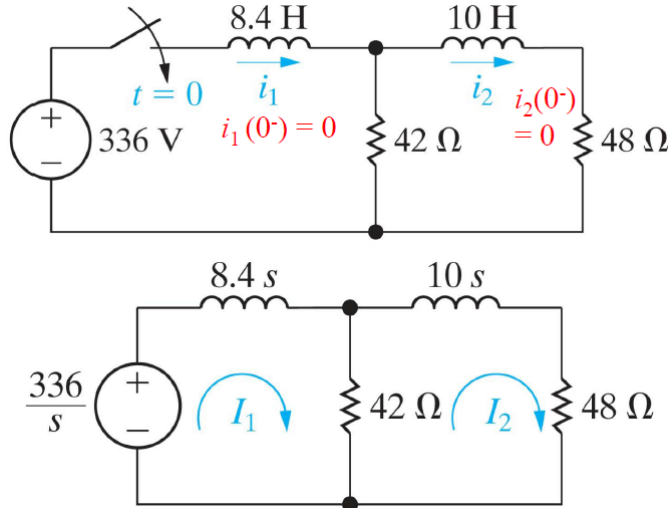 8.4 H
10 H
t = 0
i₁
i₂
i₂(0⁻)
= 0
i₁(0⁻) = 0
+
336 V
−
42 Ω
48 Ω
8.4 s
10 s
336
s
+
−
I₁
42 Ω
I₂
48 Ω